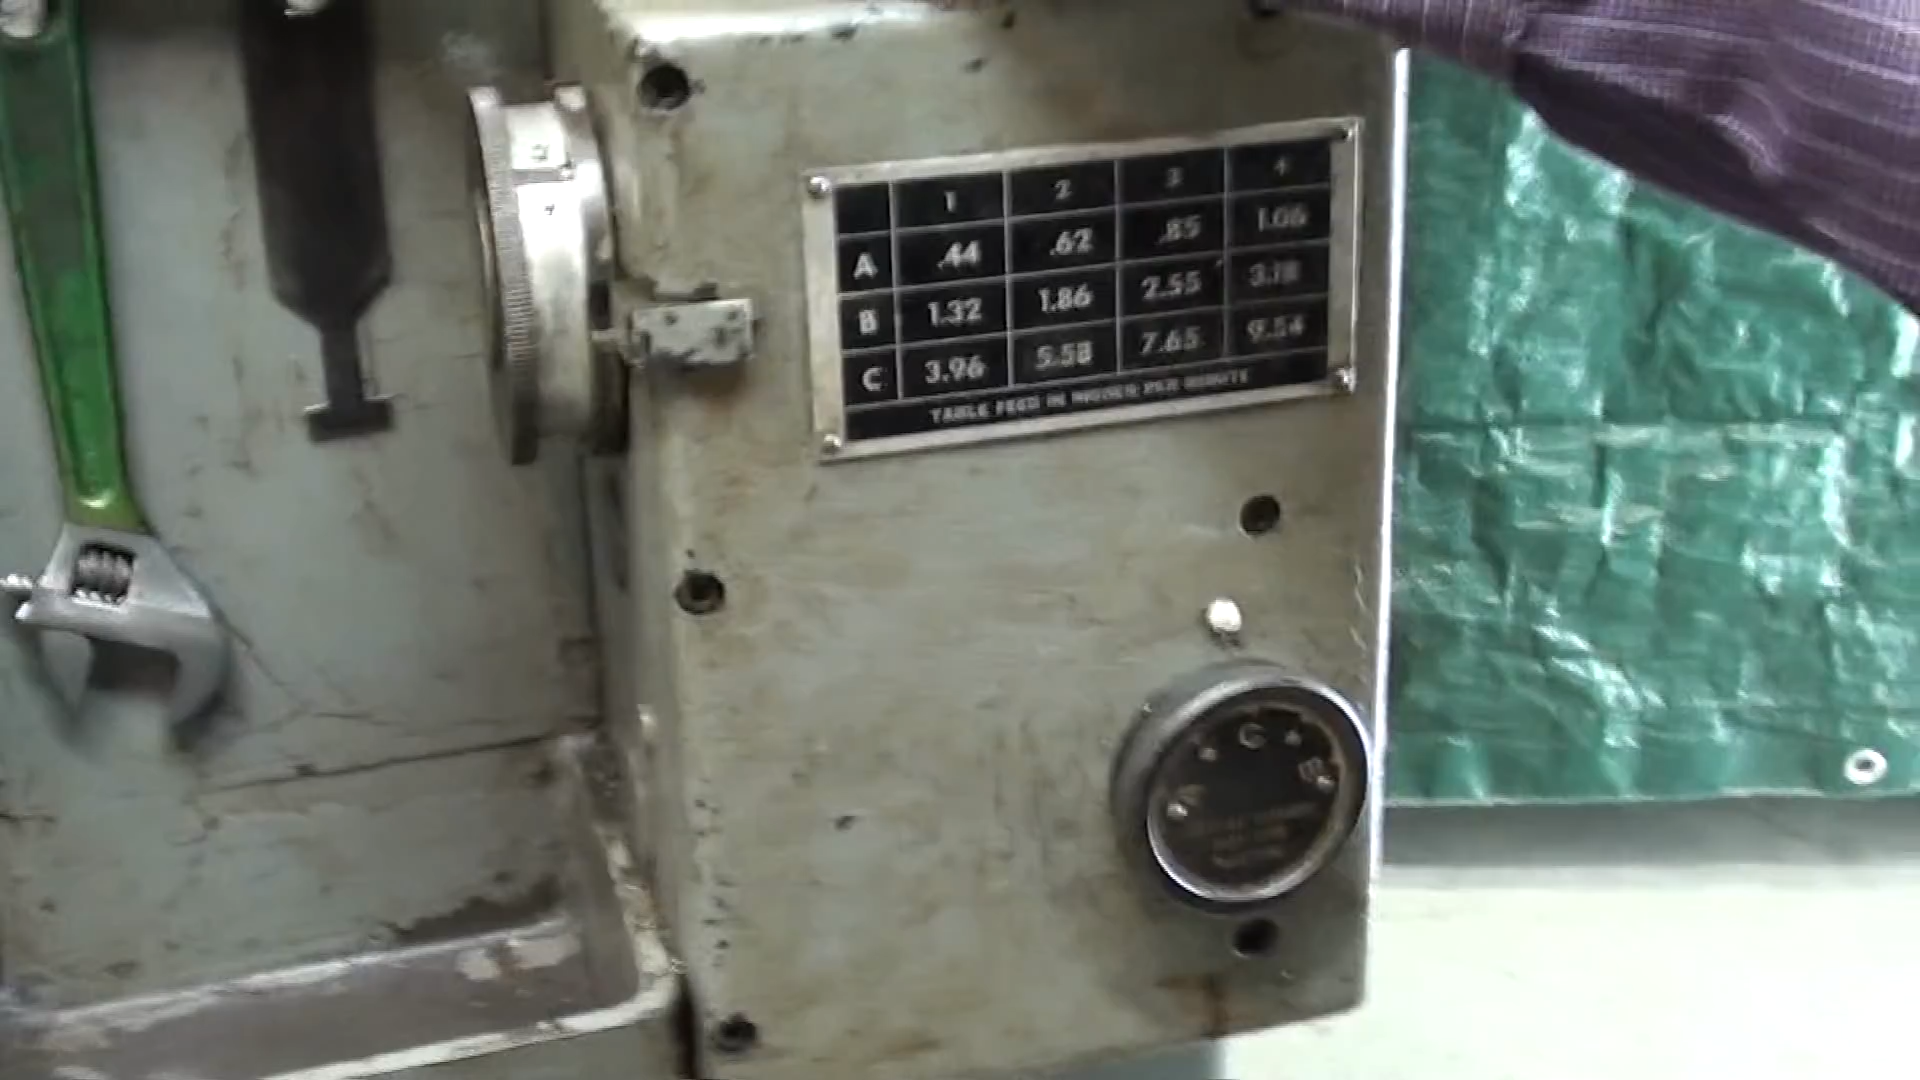 1 2 3 4
A .44 .62 .85 1.06
B 1.32 1.86 2.55 3.18
C 3.96 5.58 7.65 9.54
TABLE FEED IN INCHES PER MINUTE
C
B